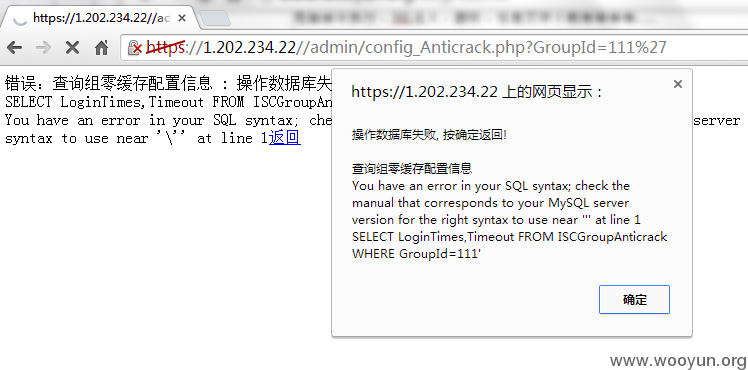 https://1.202.234.22//ac
https://1.202.234.22//admin/config_Anticrack.php?GroupId=111%27
错误：查询组零缓存配置信息 : 操作数据库失
SELECT LoginTimes,Timeout FROM ISCGroupAn
You have an error in your SQL syntax; che
server
syntax to use near '\'' at line 1返回
https://1.202.234.22 上的网页显示：
操作数据库失败, 按确定返回!
查询组零缓存配置信息
You have an error in your SQL syntax; check the
manual that corresponds to your MySQL server
version for the right syntax to use near ''' at line 1
SELECT LoginTimes,Timeout FROM ISCGroupAnticrack
WHERE GroupId=111'
确定
www.wooyun.org